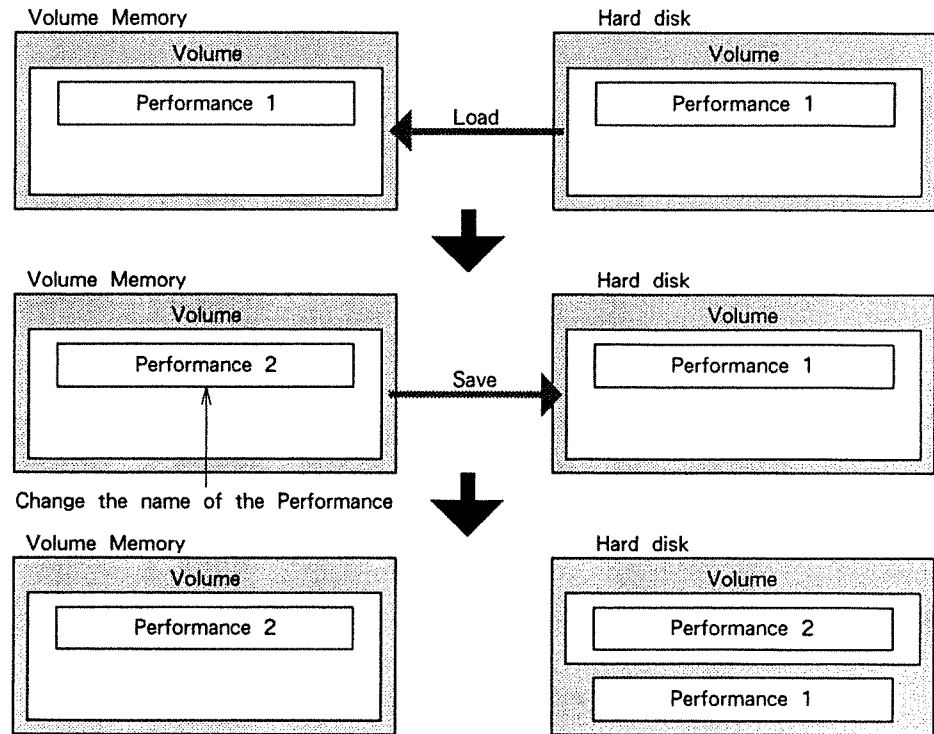 Volume Memory
Hard disk
Volume
Volume
Performance 1
Performance 1
Load
Volume Memory
Hard disk
Volume
Volume
Performance 2
Performance 1
Save
Change the name of the Performance
Volume Memory
Hard disk
Volume
Volume
Performance 2
Performance 2
Performance 1